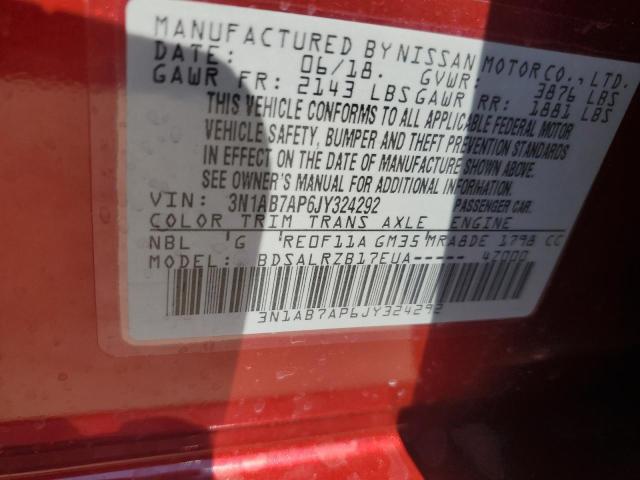 MANUFACTURED BY NISSAN MOTOR CO., LTD.
DATE: 06/18. GVWR: 3876 LBS
GAWR FR: 2143 LBS GAWR RR: 1881 LBS
THIS VEHICLE CONFORMS TO ALL APPLICABLE FEDERAL MOTOR
VEHICLE SAFETY, BUMPER AND THEFT PREVENTION STANDARDS
IN EFFECT ON THE DATE OF MANUFACTURE SHOWN ABOVE.
SEE OWNER'S MANUAL FOR ADDITIONAL INFORMATION.
VIN: 3N1AB7AP6JY324292 PASSENGER CAR.
COLOR TRIM TRANS AXLE ENGINE
NBL G RE0F11A GM35 MRA8DE 1798 CC
MODEL: BDSALRZB17EUA----- 4Z000
3N1AB7AP6JY324292